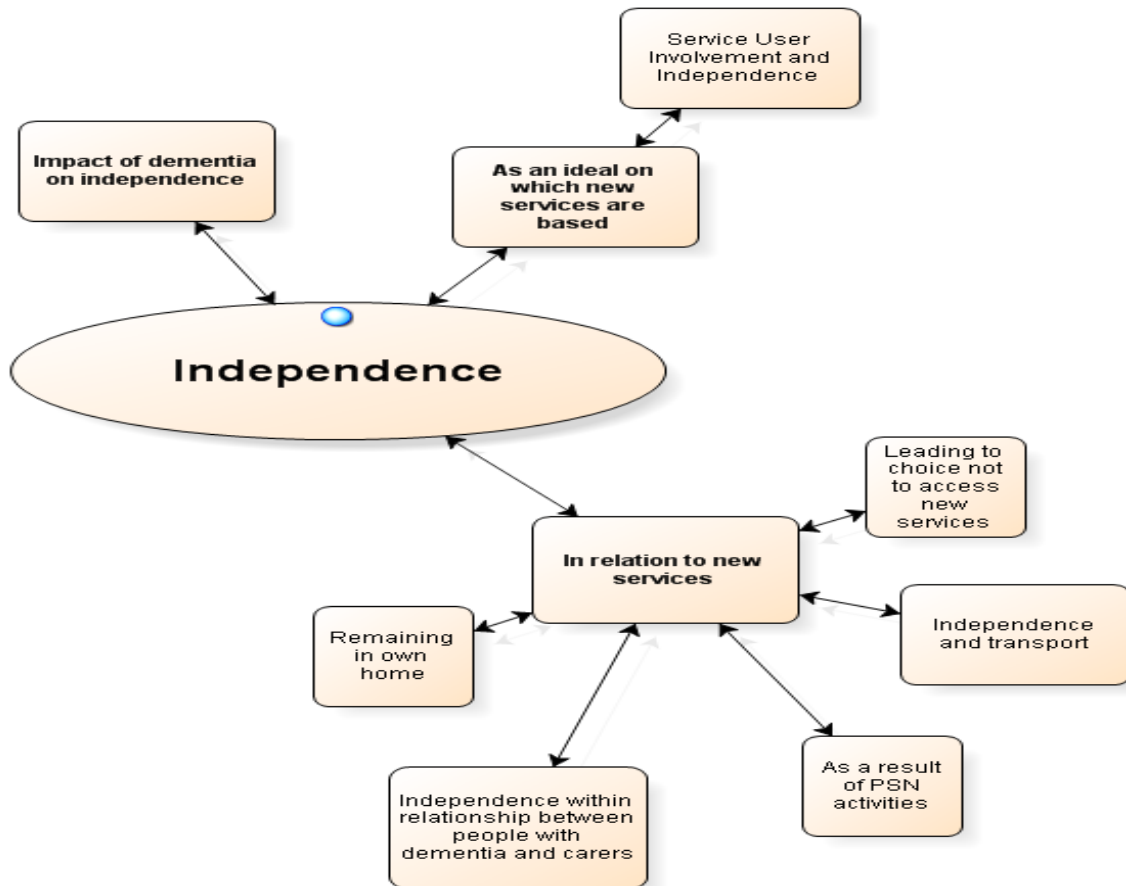 Service User
Involvement and
Independence
Impact of dementia
on independence
As an ideal on
which new
services are
based
Independence
Leading to
choice not
to access
new
services
In relation to new
services
Independence
and transport
Remaining
in own
home
As a result
of PSN
activities
Independence within
relationship between
people with
dementia and carers